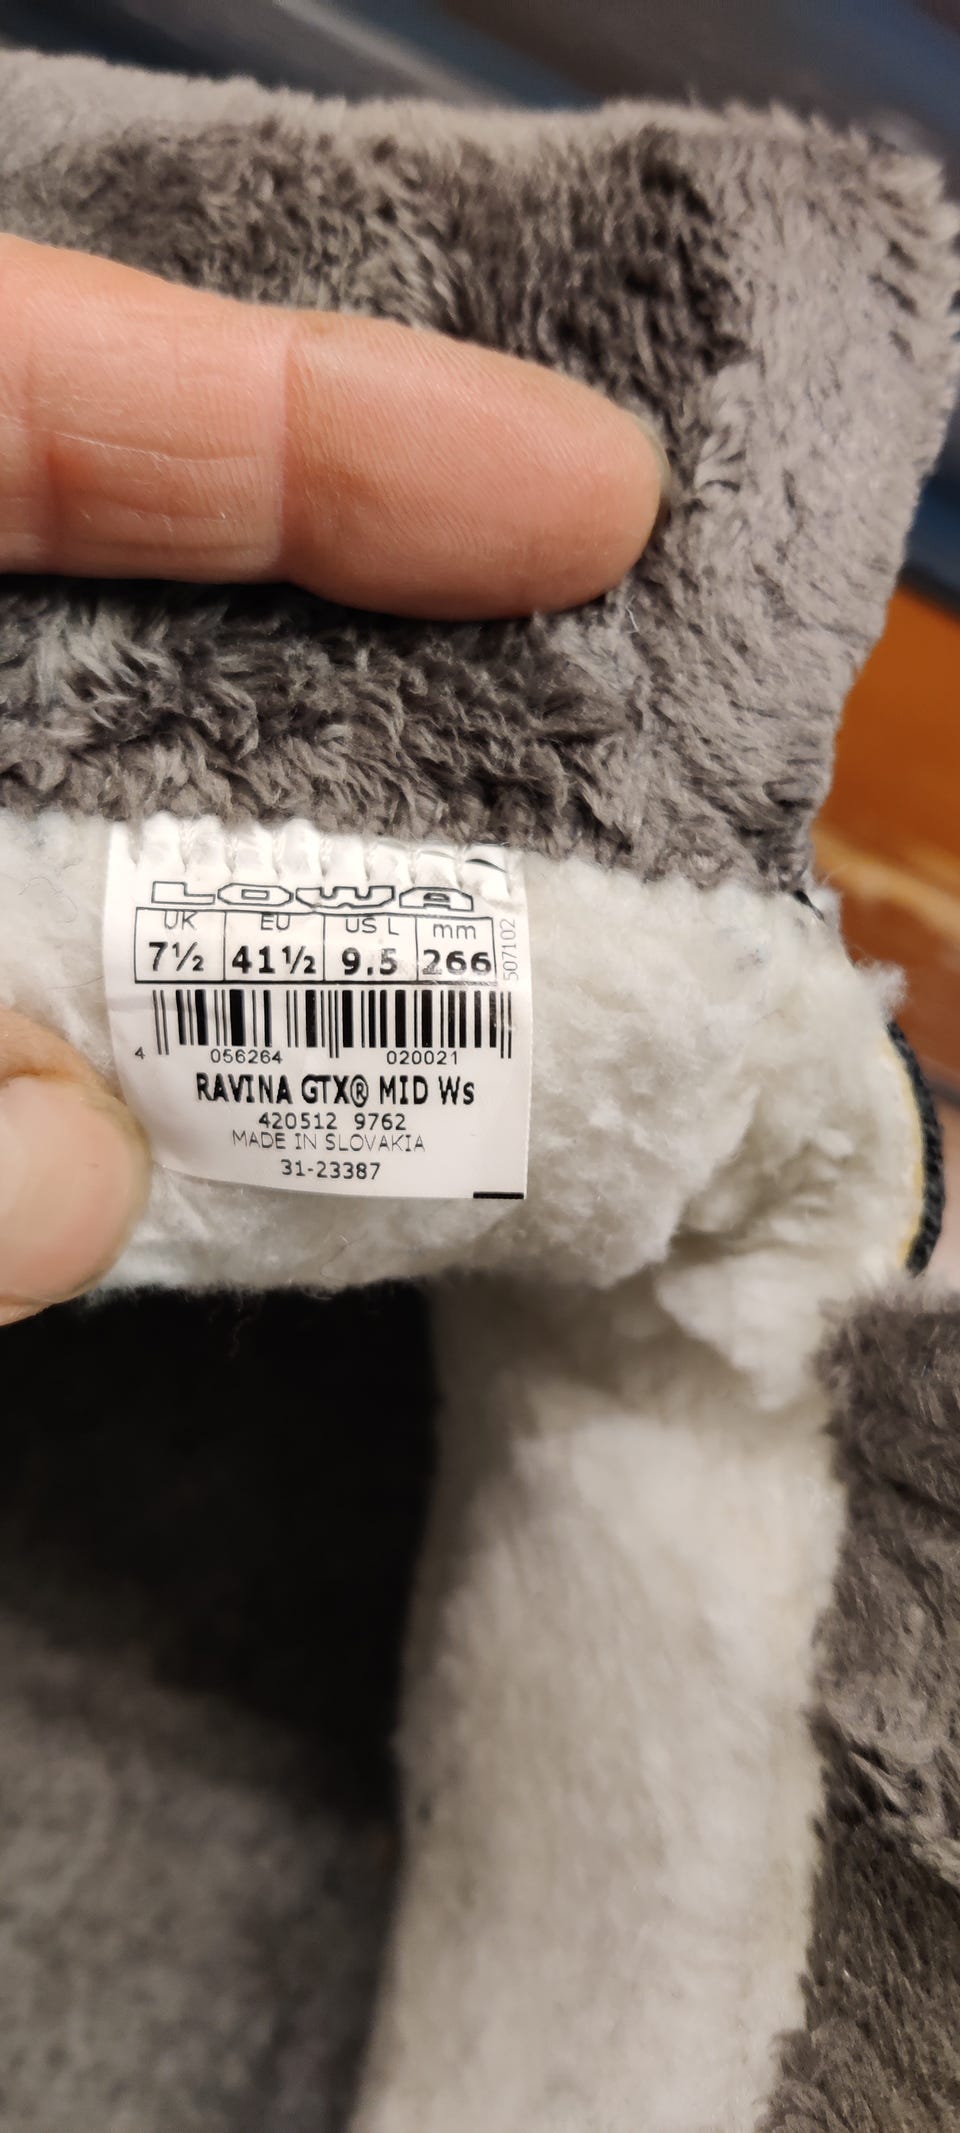 LOWA
UK EU US L mm
7½ 41½ 9.5 266
507102
4 056264 020021
RAVINA GTX® MID Ws
420512 9762
MADE IN SLOVAKIA
31-23387